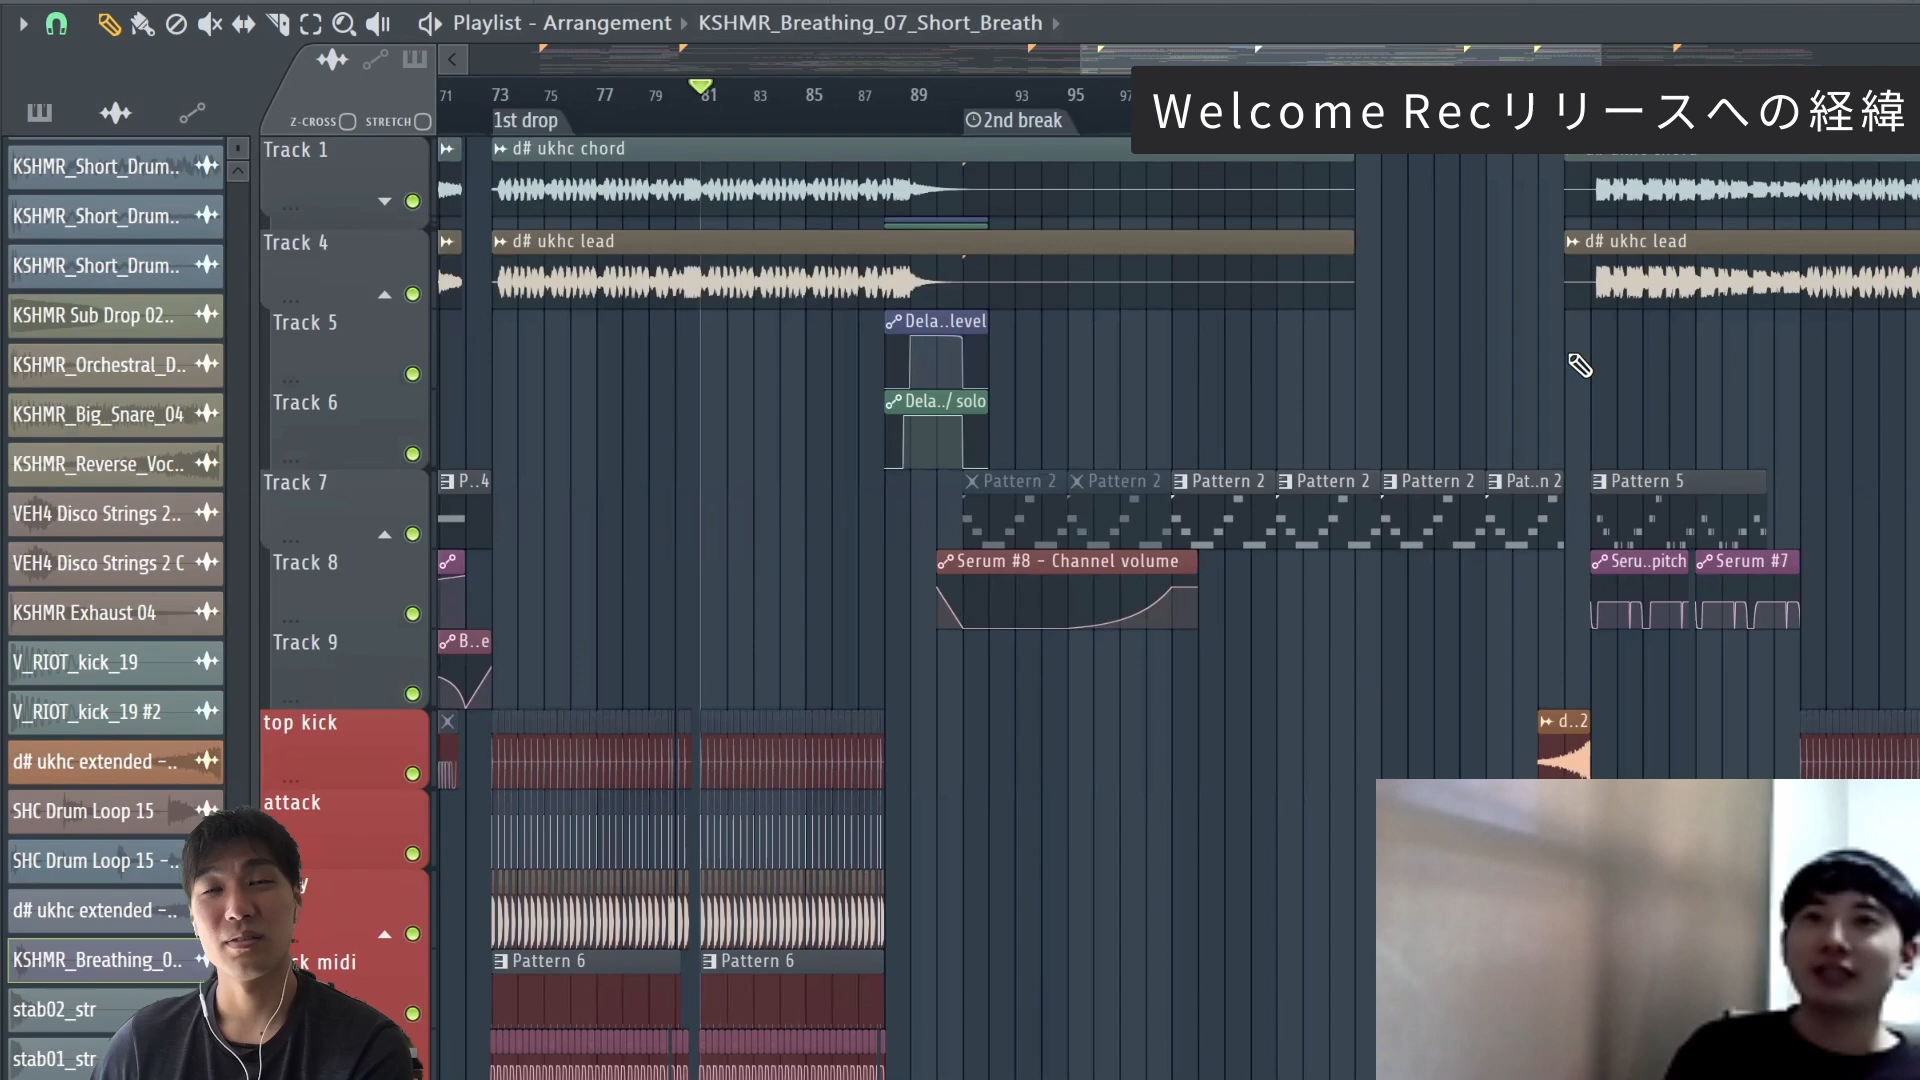 Playlist - Arrangement
KSHMR_Breathing_07_Short_Breath
Welcome Recリリースへの経緯
71
73
75
77
79
81
83
85
87
89
93
95
97
Z-CROSS
STRETCH
1st drop
2nd break
KSHMR_Short_Drum..
KSHMR_Short_Drum..
KSHMR_Short_Drum..
KSHMR Sub Drop 02..
KSHMR_Orchestral_D..
KSHMR_Big_Snare_04
KSHMR_Reverse_Voc..
VEH4 Disco Strings 2..
VEH4 Disco Strings 2 C
KSHMR Exhaust 04
V_RIOT_kick_19
V_RIOT_kick_19 #2
d# ukhc extended -..
SHC Drum Loop 15
SHC Drum Loop 15 -..
d# ukhc extended -..
KSHMR_Breathing_0..
stab02_str
stab01_str
Track 1
d# ukhc chord
Track 4
d# ukhc lead
d# ukhc lead
Track 5
Dela..level
Track 6
Dela../ solo
Track 7
P..4
Pattern 2
Pattern 2
Pattern 2
Pattern 2
Pattern 2
Pat..n 2
Pattern 5
Track 8
Serum #8 - Channel volume
Seru..pitch
Serum #7
Track 9
B..e
top kick
d..2
attack
y
ck midi
Pattern 6
Pattern 6